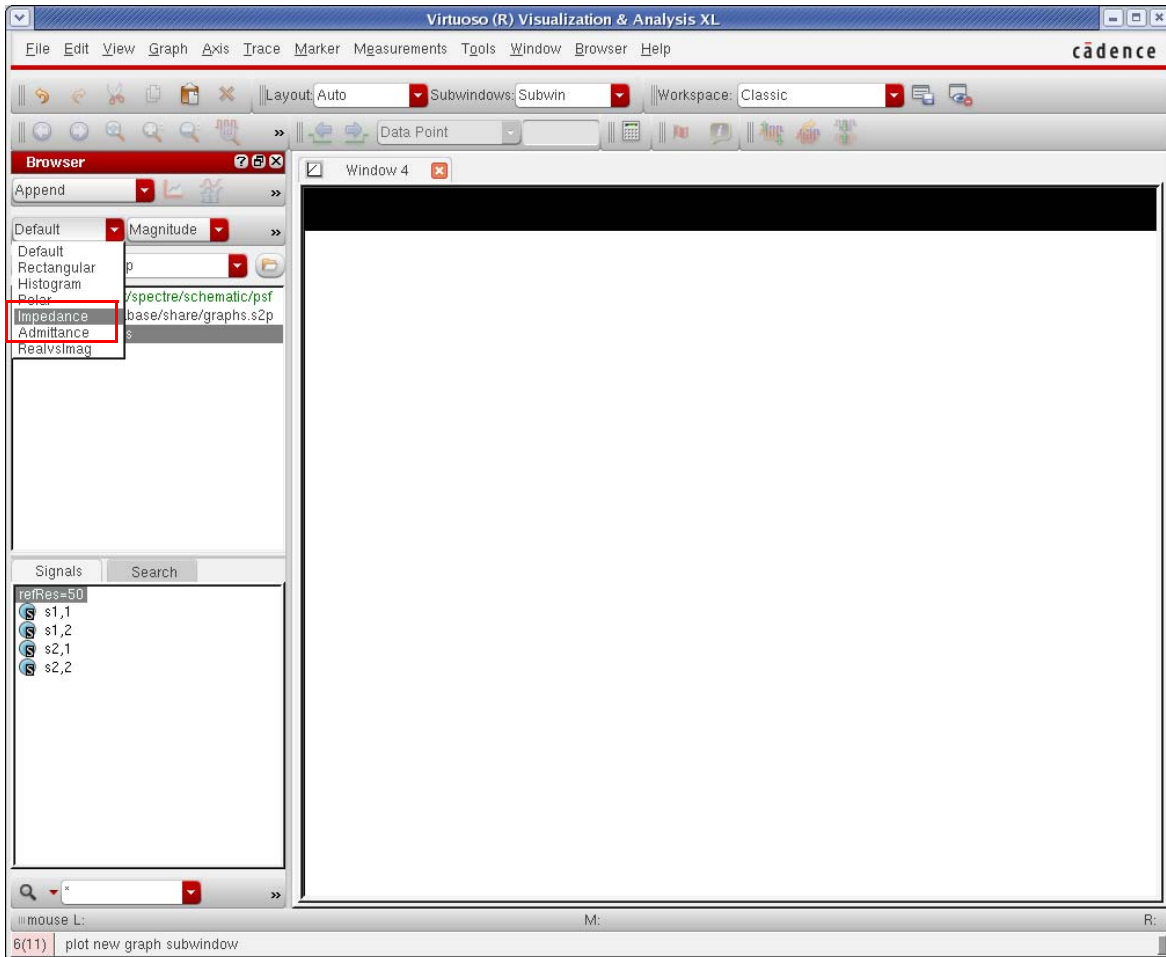 Virtuoso (R) Visualization & Analysis XL
File Edit View Graph Axis Trace Marker Measurements Tools Window Browser Help
cādence
Layout: Auto Subwindows: Subwin Workspace: Classic
» Data Point
Browser
Append »
Default Magnitude »
Default
Rectangular p
Histogram
Polar /spectre/schematic/psf
Impedance base/share/graphs.s2p
Admittance s
RealvsImag
Window 4
Signals Search
refRes=50
S s1,1
S s1,2
S s2,1
S s2,2
* »
mouse L: M: R:
6(11) plot new graph subwindow